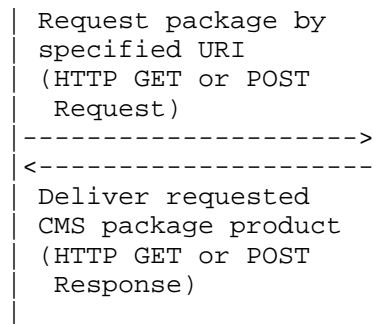 | Request package by
| specified URI
| (HTTP GET or POST
|  Request)
|--------------------->
|<---------------------
| Deliver requested
| CMS package product
| (HTTP GET or POST
|  Response)
|